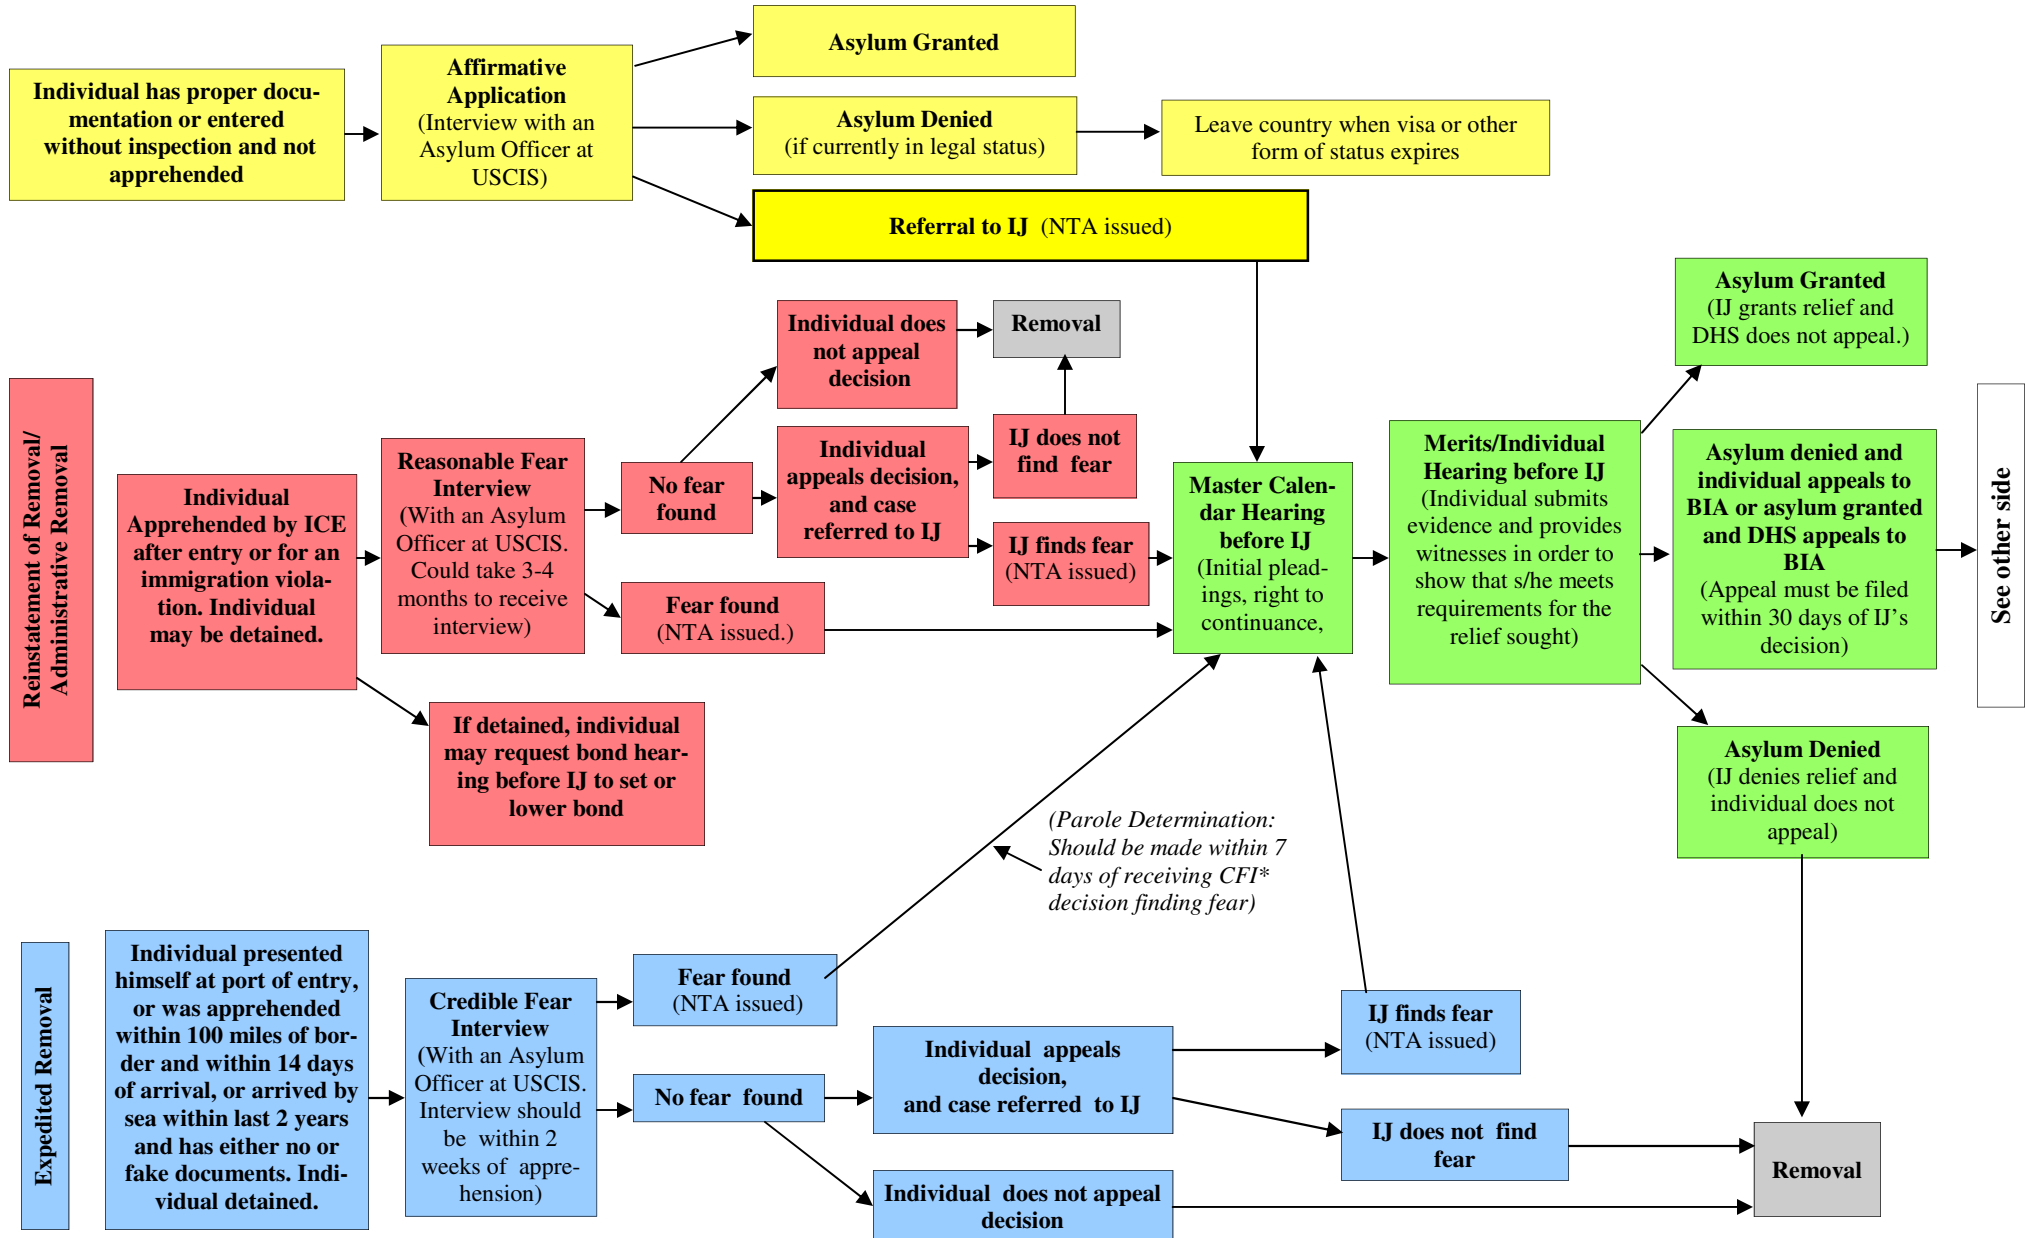 Asylum Granted
Individual has proper docu-
mentation or entered
without inspection and not
apprehended
Affirmative
Application
(Interview with an
Asylum Officer at
USCIS)
Asylum Denied
(if currently in legal status)
Leave country when visa or other
form of status expires
Referral to IJ (NTA issued)
Reinstatement of Removal/
Administrative Removal
Individual
Apprehended by ICE
after entry or for an
immigration viola-
tion. Individual
may be detained.
Reasonable Fear
Interview
(With an Asylum
Officer at USCIS.
Could take 3-4
months to receive
interview)
If detained, individual
may request bond hear-
ing before IJ to set or
lower bond
No fear
found
Fear found
(NTA issued.)
Individual does
not appeal
decision
Removal
Individual
appeals decision,
and case
referred to IJ
IJ does not
find fear
IJ finds fear
(NTA issued)
Master Calen-
dar Hearing
before IJ
(Initial plead-
ings, right to
continuance,
Merits/Individual
Hearing before IJ
(Individual submits
evidence and provides
witnesses in order to
show that s/he meets
requirements for the
relief sought)
Asylum Granted
(IJ grants relief and
DHS does not appeal.)
Asylum denied and
individual appeals to
BIA or asylum granted
and DHS appeals to
BIA
(Appeal must be filed
within 30 days of IJ’s
decision)
See other side
Asylum Denied
(IJ denies relief and
individual does not
appeal)
(Parole Determination:
Should be made within 7
days of receiving CFI*
decision finding fear)
Expedited Removal
Individual presented
himself at port of entry,
or was apprehended
within 100 miles of bor-
der and within 14 days
of arrival, or arrived by
sea within last 2 years
and has either no or
fake documents. Indi-
vidual detained.
Credible Fear
Interview
(With an Asylum
Officer at USCIS.
Interview should
be within 2
weeks of appre-
hension)
Fear found
(NTA issued)
No fear found
Individual appeals
decision,
and case referred to IJ
IJ finds fear
(NTA issued)
IJ does not find
fear
Individual does not appeal
decision
Removal